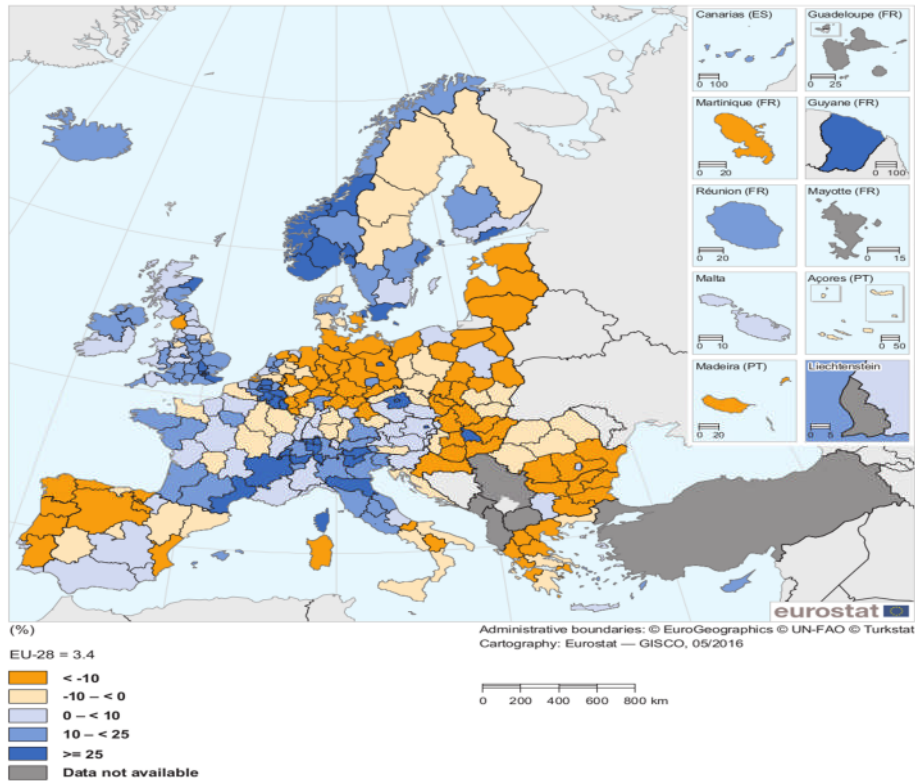 Canarias (ES)
0 100
Guadeloupe (FR)
0 25
Martinique (FR)
0 20
Guyane (FR)
0 100
Réunion (FR)
0 20
Mayotte (FR)
0 15
Malta
0 10
Açores (PT)
0 50
Madeira (PT)
0 20
Liechtenstein
0 5
eurostat
(%)
Administrative boundaries: © EuroGeographics © UN-FAO © Turkstat
Cartography: Eurostat — GISCO, 05/2016
EU-28 = 3.4
< -10
-10 – < 0
0 – < 10
10 – < 25
>= 25
Data not available
0 200 400 600 800 km